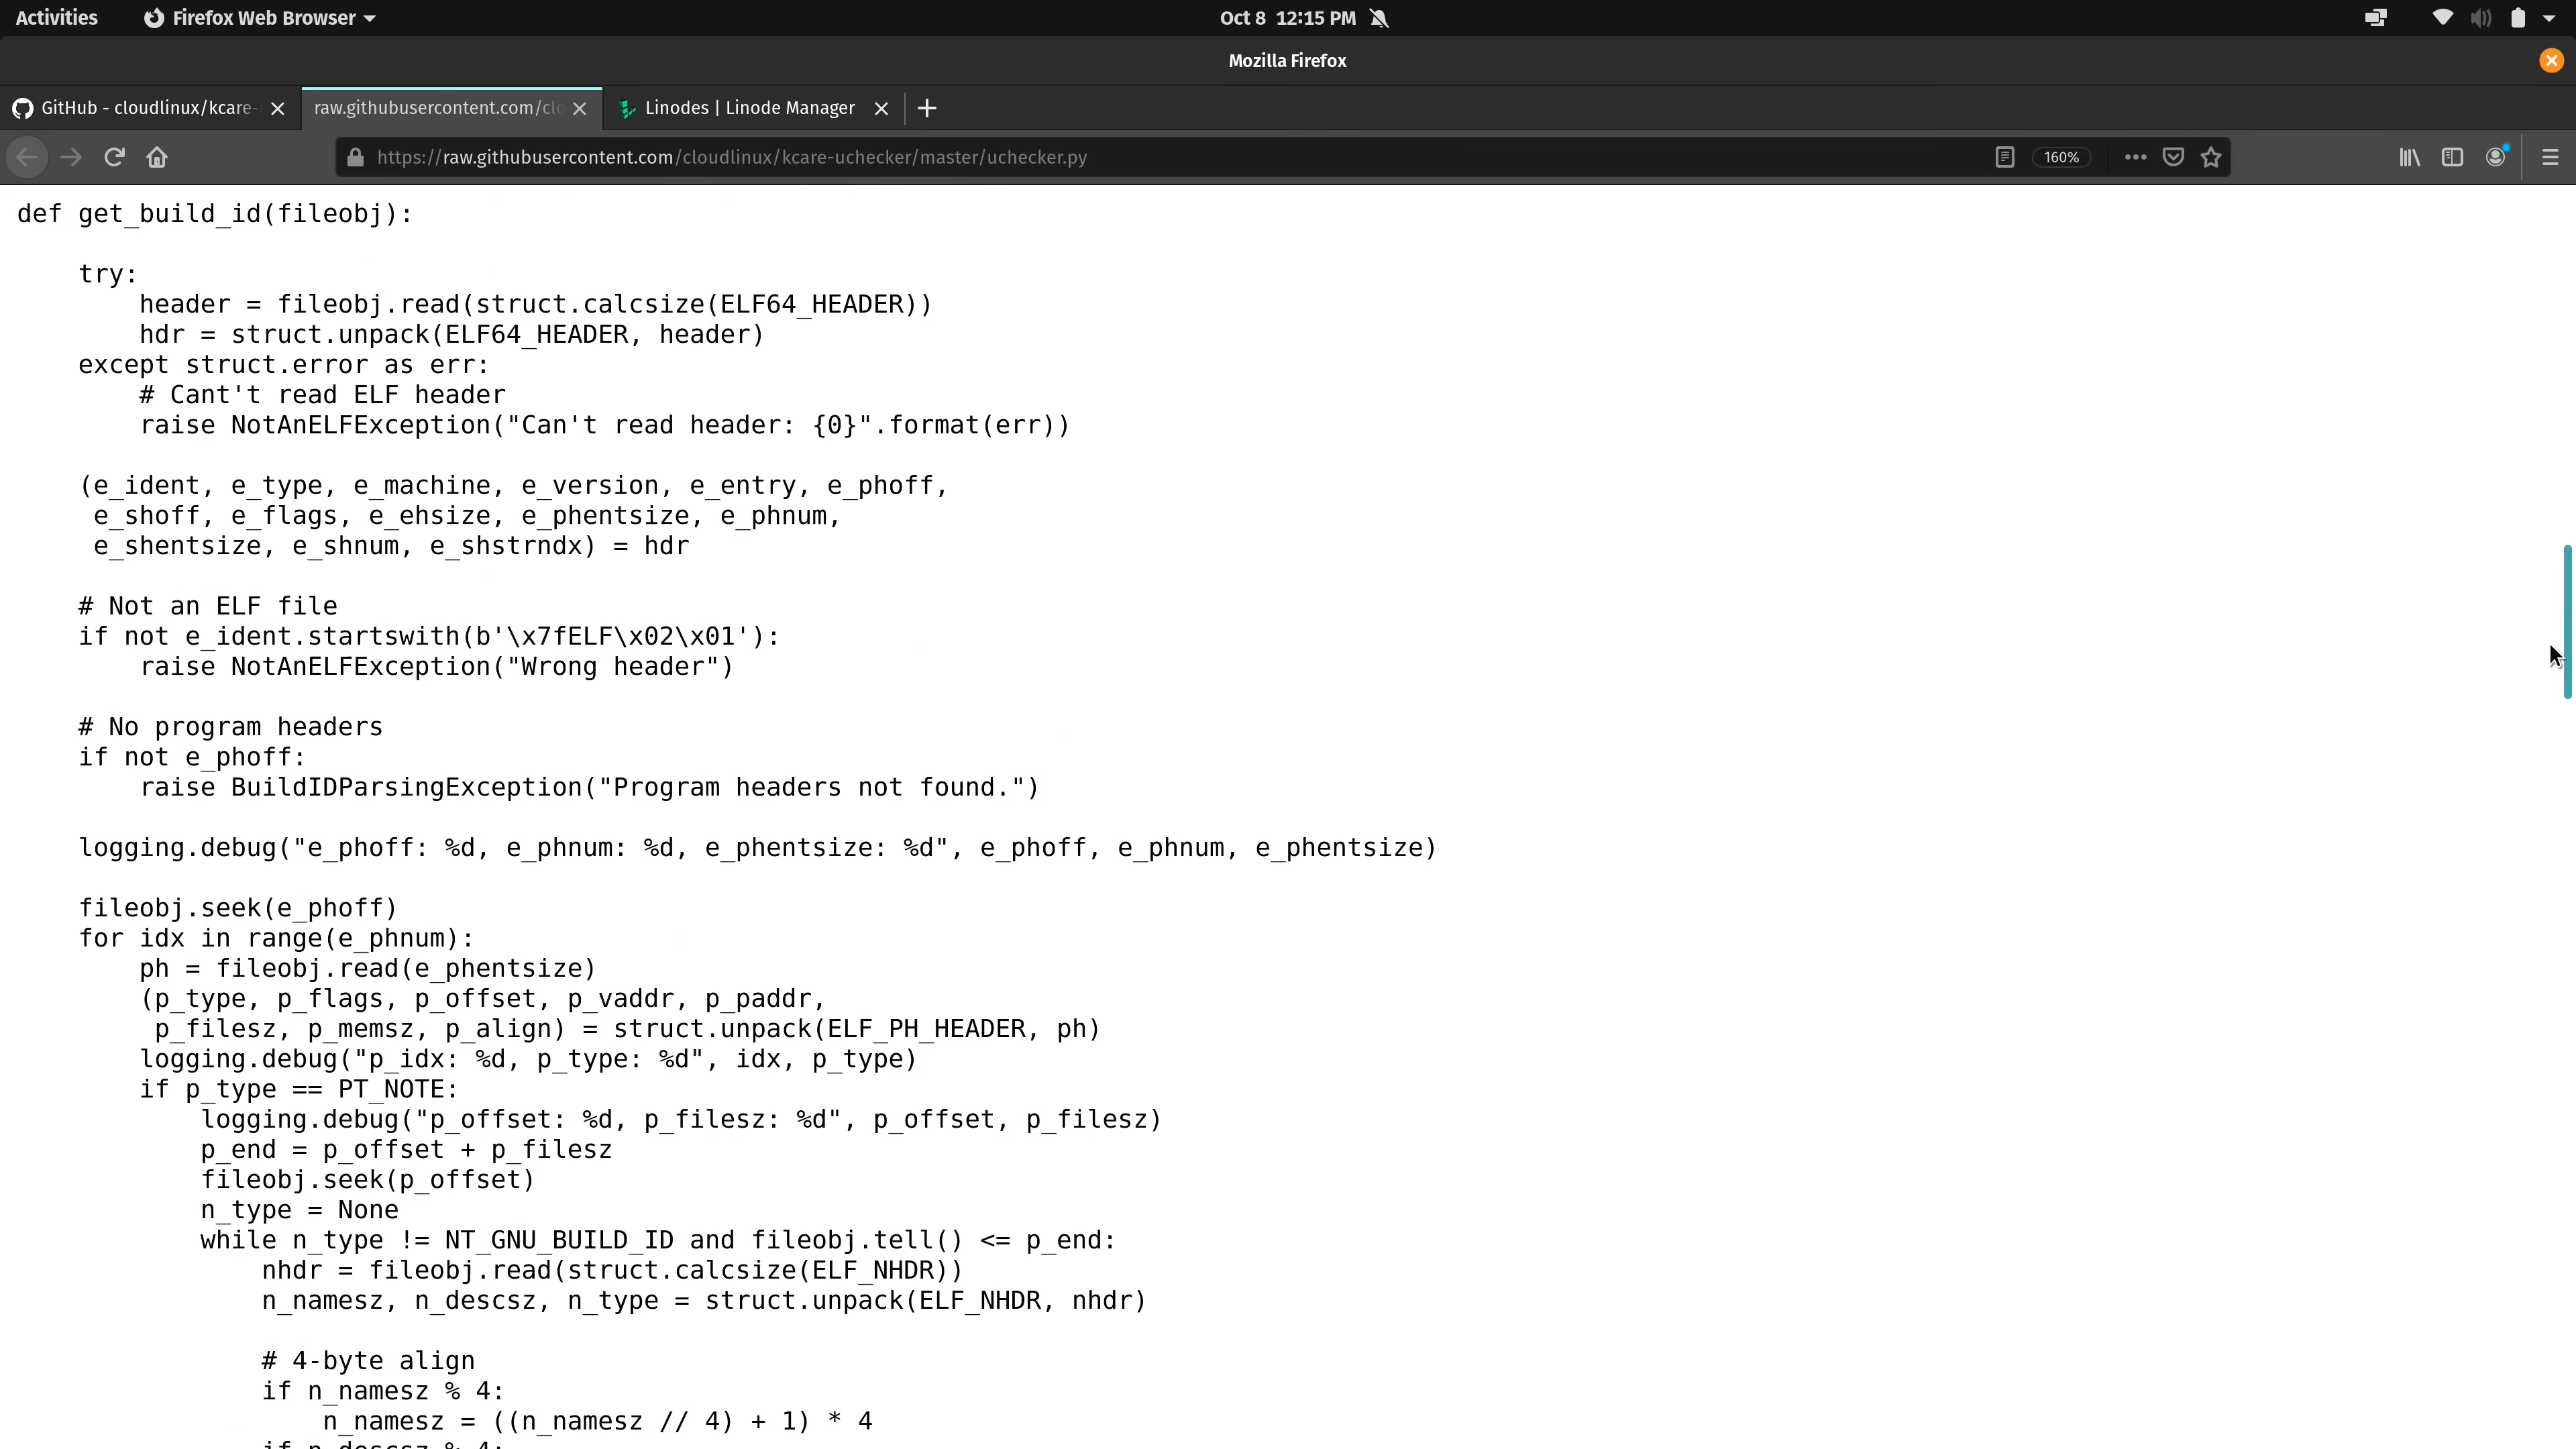 Activities Firefox Web Browser Oct 8 12:15 PM
Mozilla Firefox
GitHub - cloudlinux/kcare- raw.githubusercontent.com/clo Linodes | Linode Manager
https://raw.githubusercontent.com/cloudlinux/kcare-uchecker/master/uchecker.py 160%
def get_build_id(fileobj):
    try:
        header = fileobj.read(struct.calcsize(ELF64_HEADER))
        hdr = struct.unpack(ELF64_HEADER, header)
    except struct.error as err:
        # Cant't read ELF header
        raise NotAnELFException("Can't read header: {0}".format(err))
    (e_ident, e_type, e_machine, e_version, e_entry, e_phoff,
     e_shoff, e_flags, e_ehsize, e_phentsize, e_phnum,
     e_shentsize, e_shnum, e_shstrndx) = hdr
    # Not an ELF file
    if not e_ident.startswith(b'\x7fELF\x02\x01'):
        raise NotAnELFException("Wrong header")
    # No program headers
    if not e_phoff:
        raise BuildIDParsingException("Program headers not found.")
    logging.debug("e_phoff: %d, e_phnum: %d, e_phentsize: %d", e_phoff, e_phnum, e_phentsize)
    fileobj.seek(e_phoff)
    for idx in range(e_phnum):
        ph = fileobj.read(e_phentsize)
        (p_type, p_flags, p_offset, p_vaddr, p_paddr,
         p_filesz, p_memsz, p_align) = struct.unpack(ELF_PH_HEADER, ph)
        logging.debug("p_idx: %d, p_type: %d", idx, p_type)
        if p_type == PT_NOTE:
            logging.debug("p_offset: %d, p_filesz: %d", p_offset, p_filesz)
            p_end = p_offset + p_filesz
            fileobj.seek(p_offset)
            n_type = None
            while n_type != NT_GNU_BUILD_ID and fileobj.tell() <= p_end:
                nhdr = fileobj.read(struct.calcsize(ELF_NHDR))
                n_namesz, n_descsz, n_type = struct.unpack(ELF_NHDR, nhdr)
                # 4-byte align
                if n_namesz % 4:
                    n_namesz = ((n_namesz // 4) + 1) * 4
                if n_descsz % 4: